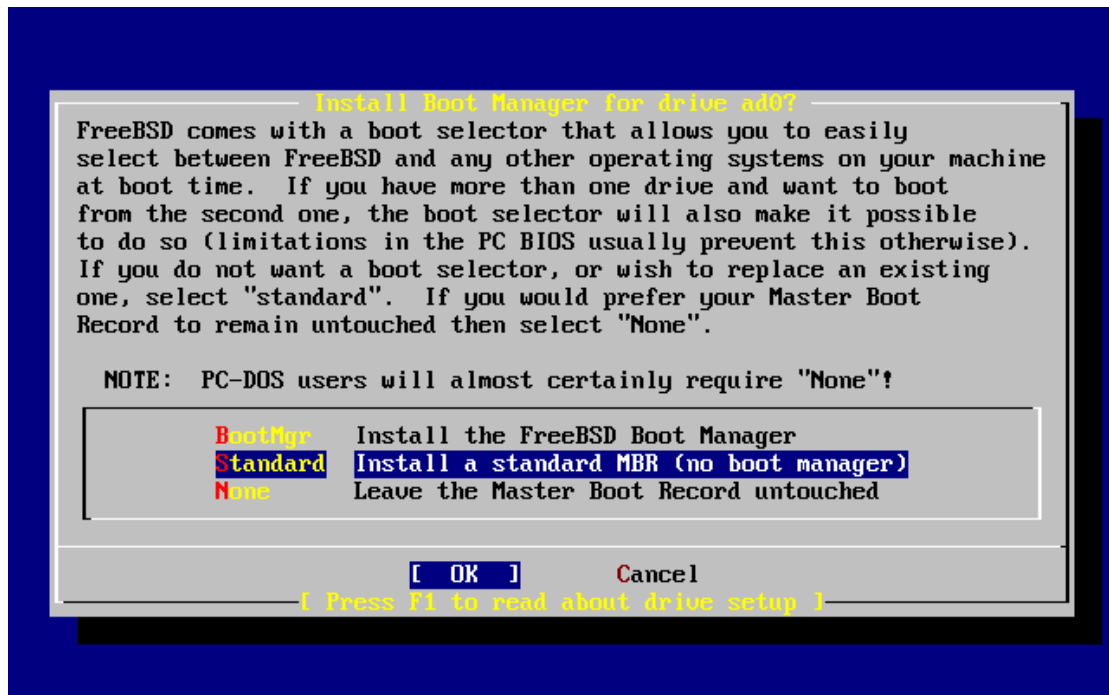 Install Boot Manager for drive ad0?
FreeBSD comes with a boot selector that allows you to easily
select between FreeBSD and any other operating systems on your machine
at boot time.  If you have more than one drive and want to boot
from the second one, the boot selector will also make it possible
to do so (limitations in the PC BIOS usually prevent this otherwise).
If you do not want a boot selector, or wish to replace an existing
one, select "standard".  If you would prefer your Master Boot
Record to remain untouched then select "None".
NOTE:  PC-DOS users will almost certainly require "None"!
BootMgr   Install the FreeBSD Boot Manager
Standard  Install a standard MBR (no boot manager)
None      Leave the Master Boot Record untouched
[  OK  ]       Cancel
[ Press F1 to read about drive setup ]